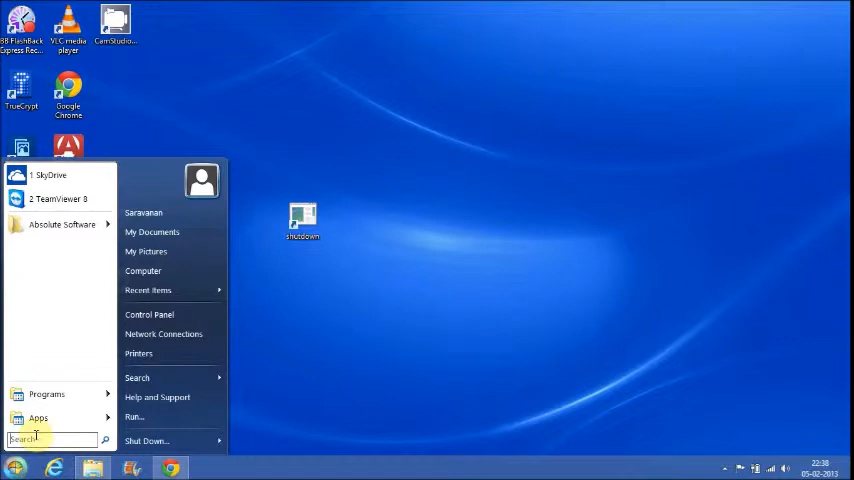 BB FlashBack
Express Rec...
VLC media
player
CamStudio...
TrueCrypt
Google
Chrome
1 SkyDrive
2 TeamViewer 8
Absolute Software
Programs
Apps
Search
Saravanan
My Documents
My Pictures
Computer
Recent Items
Control Panel
Network Connections
Printers
Search
Help and Support
Run...
Shut Down...
shutdown
22:38
05-02-2013